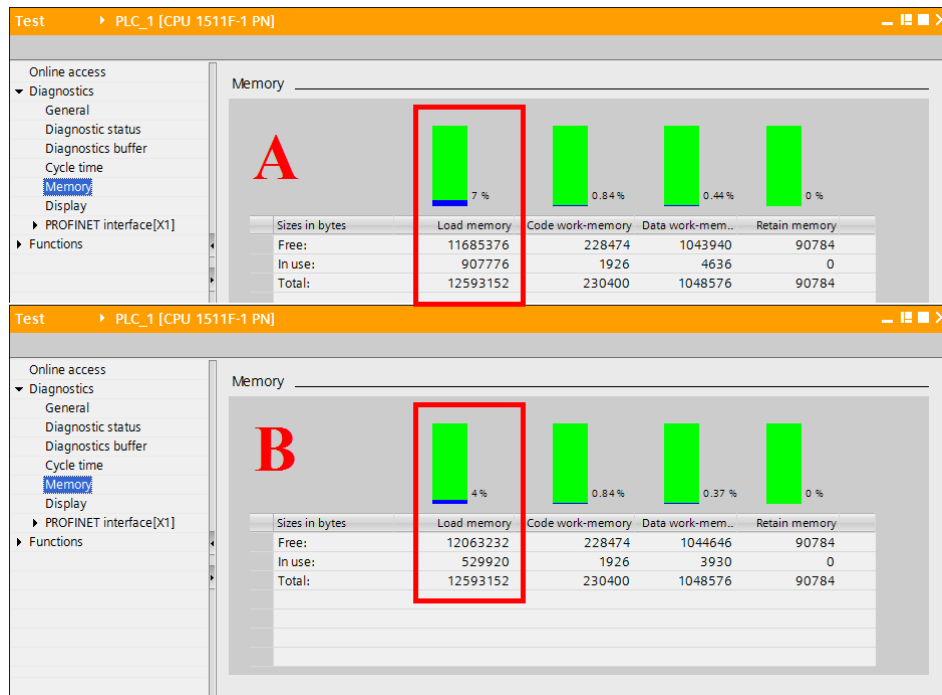 Test PLC_1 [CPU 1511F-1 PN]
Online access
Diagnostics
General
Diagnostic status
Diagnostics buffer
Cycle time
Memory
Display
PROFINET interface[X1]
Functions
Memory
A
7 % 0.84 % 0.44 % 0 %
Sizes in bytes Load memory Code work-memory Data work-mem... Retain memory
Free: 11685376 228474 1043940 90784
In use: 907776 1926 4636 0
Total: 12593152 230400 1048576 90784
Test PLC_1 [CPU 1511F-1 PN]
Online access
Diagnostics
General
Diagnostic status
Diagnostics buffer
Cycle time
Memory
Display
PROFINET interface[X1]
Functions
Memory
B
4 % 0.84 % 0.37 % 0 %
Sizes in bytes Load memory Code work-memory Data work-mem... Retain memory
Free: 12063232 228474 1044646 90784
In use: 529920 1926 3930 0
Total: 12593152 230400 1048576 90784